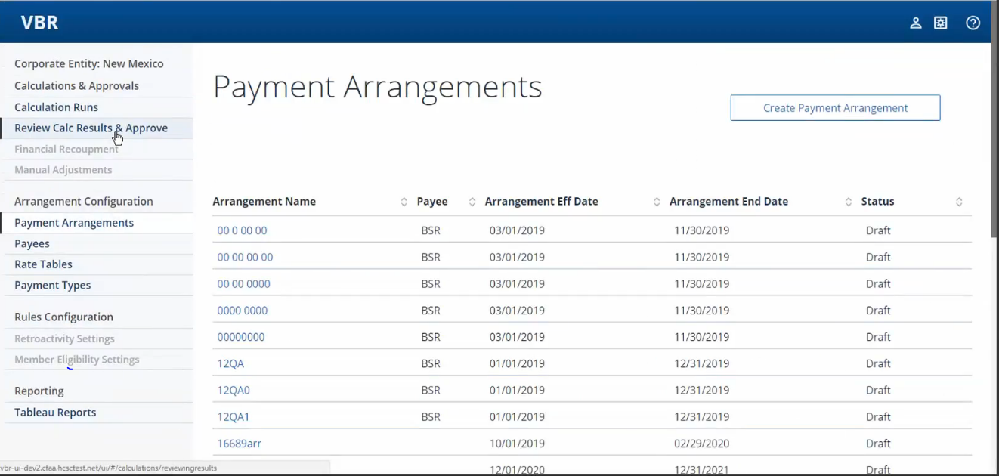 VBR
Corporate Entity: New Mexico
Calculations & Approvals
Calculation Runs
Review Calc Results & Approve
Financial Recoupment
Manual Adjustments
Arrangement Configuration
Payment Arrangements
Payees
Rate Tables
Payment Types
Rules Configuration
Retroactivity Settings
Member Eligibility Settings
Reporting
Tableau Reports
vbr-ui-dev2.cfaa.hcsctest.net/ui/#/calculations/reviewingresults
Payment Arrangements
Create Payment Arrangement
Arrangement Name Payee Arrangement Eff Date Arrangement End Date Status
00 0 00 00 BSR 03/01/2019 11/30/2019 Draft
00 00 00 00 BSR 03/01/2019 11/30/2019 Draft
00 00 0000 BSR 03/01/2019 11/30/2019 Draft
0000 0000 BSR 03/01/2019 11/30/2019 Draft
00000000 BSR 03/01/2019 11/30/2019 Draft
12QA BSR 01/01/2019 12/31/2019 Draft
12QA0 BSR 01/01/2019 12/31/2019 Draft
12QA1 BSR 01/01/2019 12/31/2019 Draft
16689arr 10/01/2019 02/29/2020 Draft
12/01/2020 12/31/2021 Draft